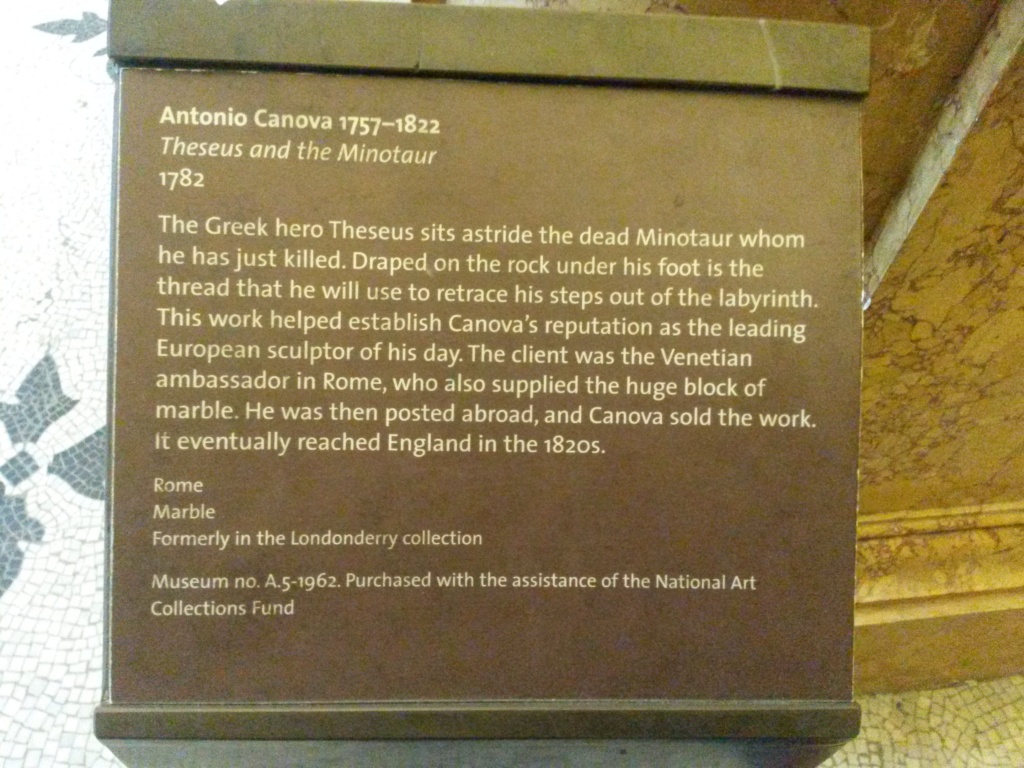 Antonio Canova 1757–1822
Theseus and the Minotaur
1782
The Greek hero Theseus sits astride the dead Minotaur whom
he has just killed. Draped on the rock under his foot is the
thread that he will use to retrace his steps out of the labyrinth.
This work helped establish Canova's reputation as the leading
European sculptor of his day. The client was the Venetian
ambassador in Rome, who also supplied the huge block of
marble. He was then posted abroad, and Canova sold the work.
It eventually reached England in the 1820s.
Rome
Marble
Formerly in the Londonderry collection
Museum no. A.5-1962. Purchased with the assistance of the National Art
Collections Fund